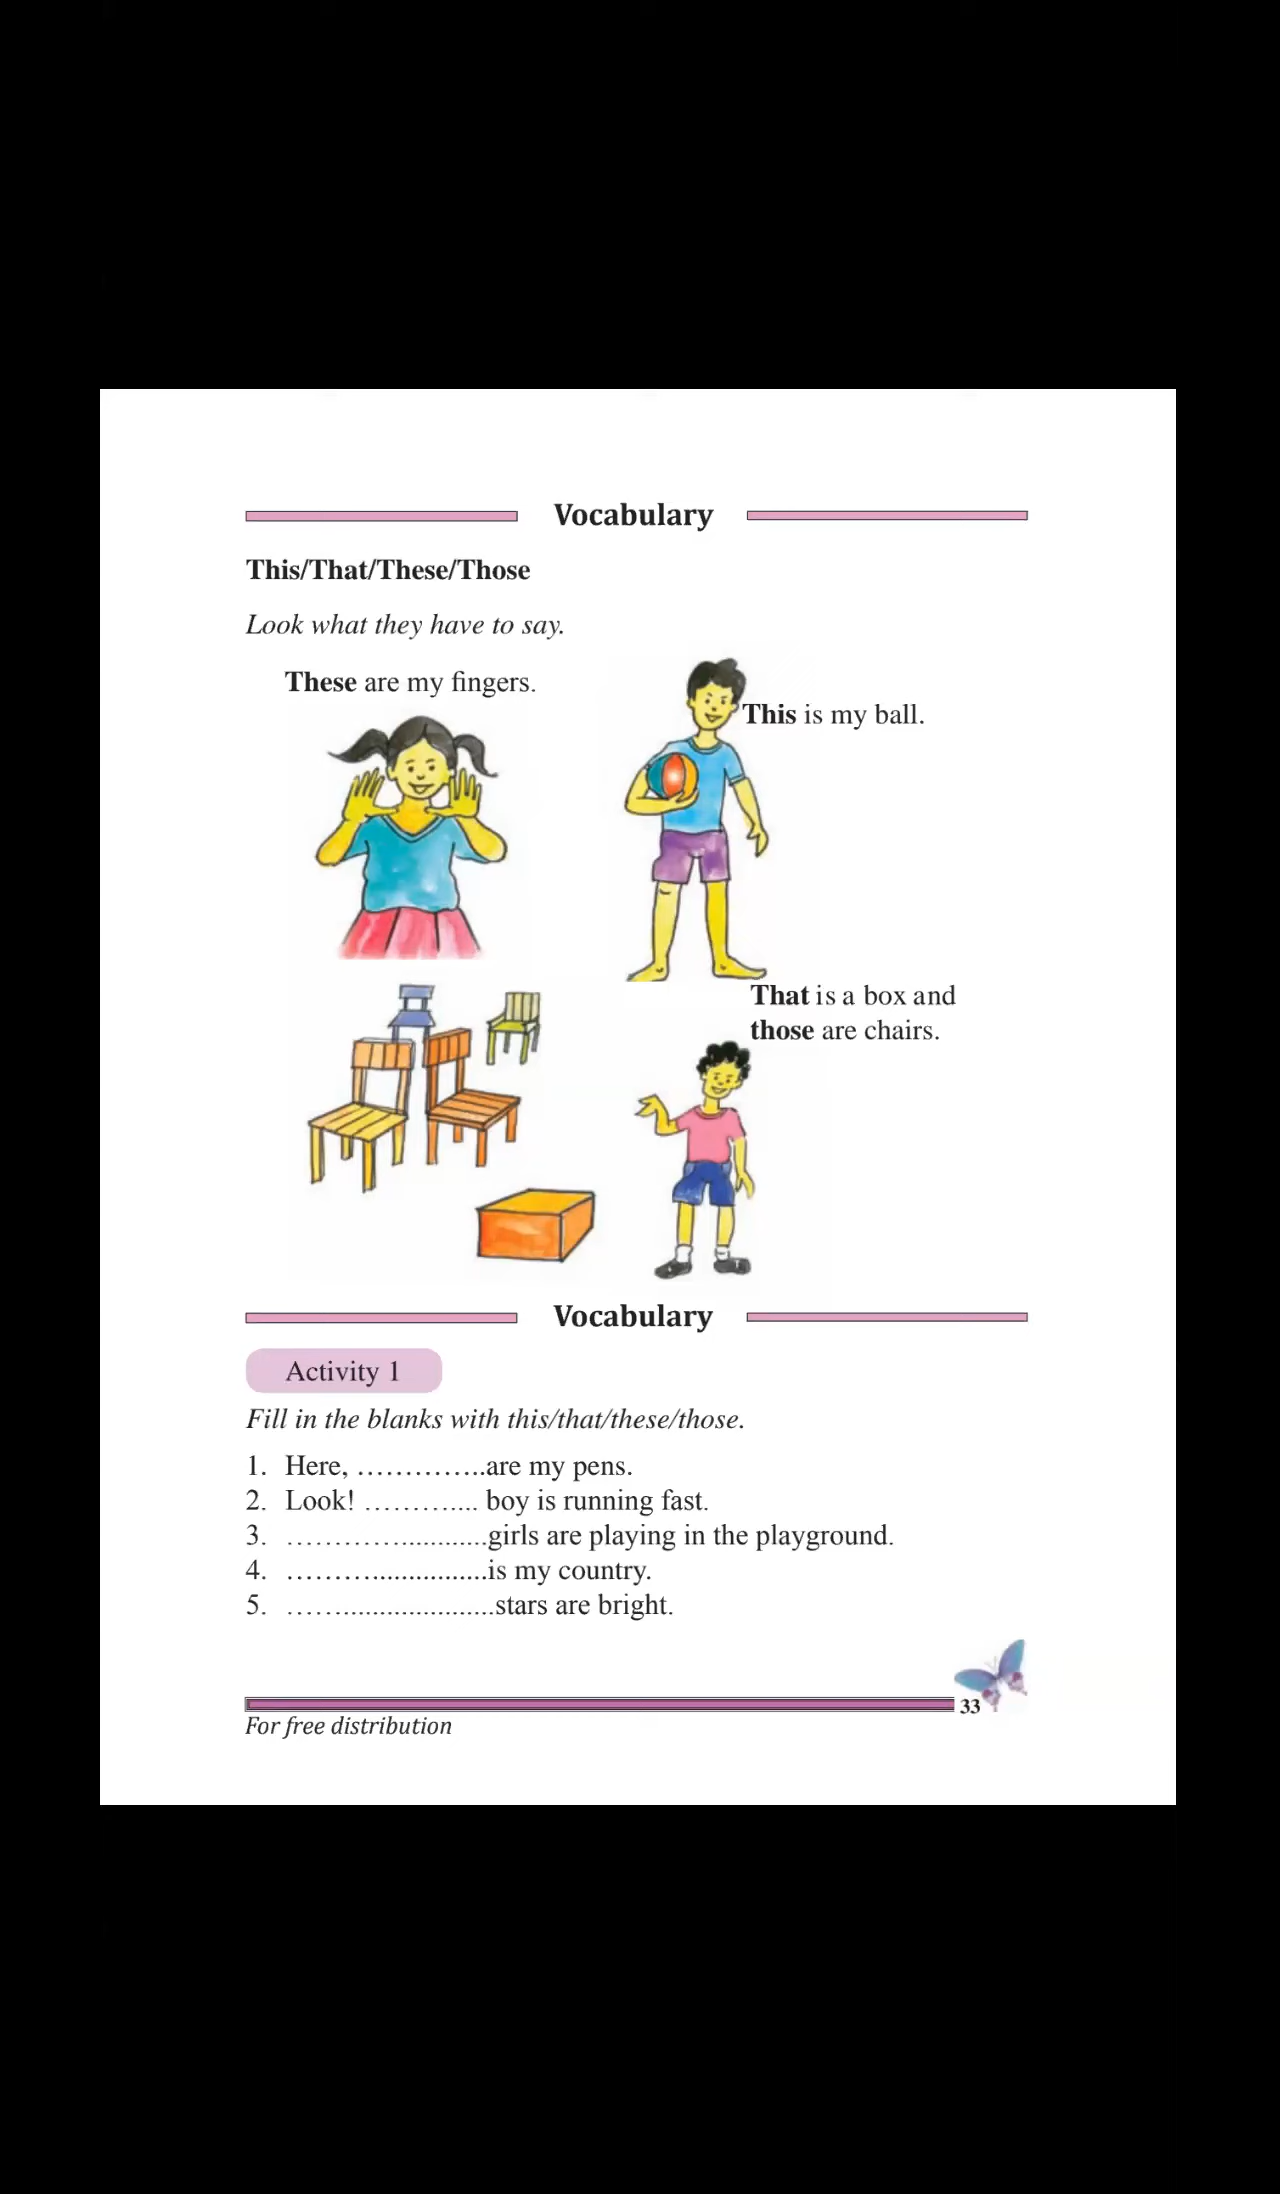 Vocabulary
This/That/These/Those
Look what they have to say.
These are my fingers.
This is my ball.
That is a box and
those are chairs.
Vocabulary
Activity 1
Fill in the blanks with this/that/these/those.
1. Here, ..............are my pens.
2. Look! ............ boy is running fast.
3. ........................girls are playing in the playground.
4. ........................is my country.
5. ...........................stars are bright.
33
For free distribution